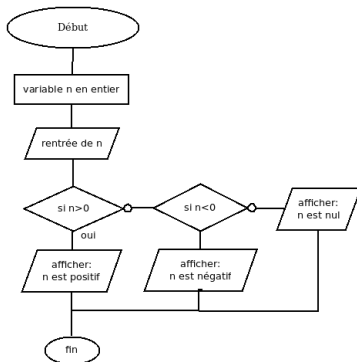 Début
variable n en entier
rentrée de n
si n>0
si n<0
afficher:
n est nul
oui
afficher:
n est positif
afficher:
n est négatif
fin